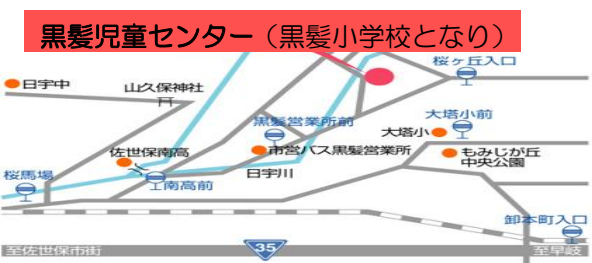 黒髪児童センター（黒髪小学校となり）
桜ヶ丘入口
日宇中
山久保神社
大塔小前
黒髪営業所前
大塔小
佐世保南高
市営バス黒髪営業所
もみじが丘
中央公園
桜馬場
南高前
日宇川
卸本町入口
至佐世保市街
35
至早岐